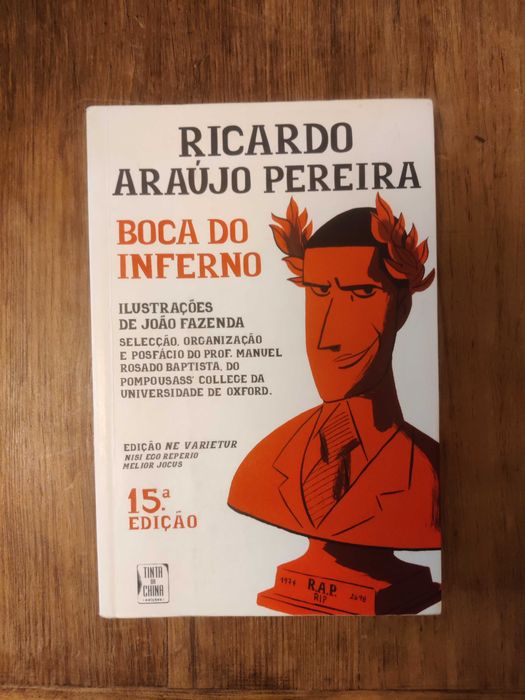 RICARDO
ARAÚJO PEREIRA
BOCA DO
INFERNO
ILUSTRAÇÕES
DE JOÃO FAZENDA
SELECÇÃO, ORGANIZAÇÃO
E POSFÁCIO DO PROF. MANUEL
ROSADO BAPTISTA, DO
POMPOUSASS' COLLEGE DA
UNIVERSIDADE DE OXFORD.
EDIÇÃO NE VARIETUR
NISI EGO REPERIO
MELIOR JOCUS
15.ª
EDIÇÃO
TINTA
DA
CHINA
1974 R.A.P. 2098
RIP